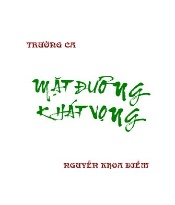 TRƯỜNG CA
MẶT ĐƯỜNG
KHÁT VỌNG
NGUYỄN KHOA ĐIỀM